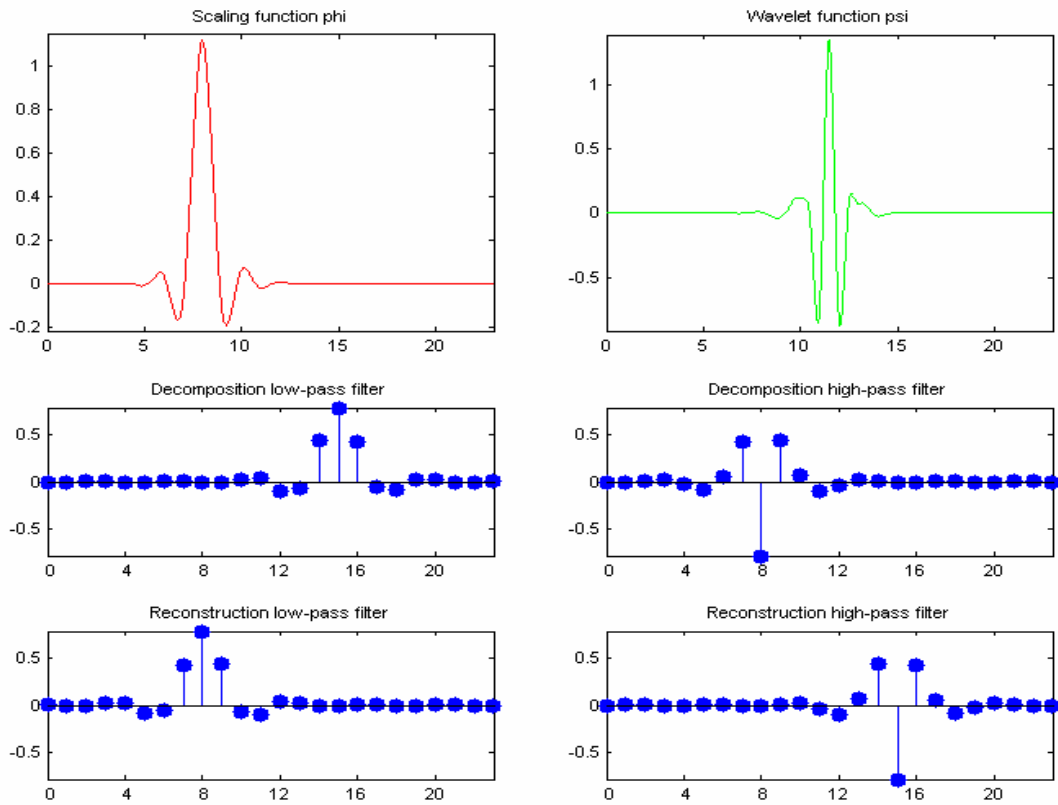 Scaling function phi
1
0.8
0.6
0.4
0.2
0
-0.2
0 5 10 15 20
Wavelet function psi
1
0.5
0
-0.5
0 5 10 15 20
Decomposition low-pass filter
0.5
0
-0.5
0 4 8 12 16 20
Decomposition high-pass filter
0.5
0
-0.5
0 4 8 12 16 20
Reconstruction low-pass filter
0.5
0
-0.5
0 4 8 12 16 20
Reconstruction high-pass filter
0.5
0
-0.5
0 4 8 12 16 20